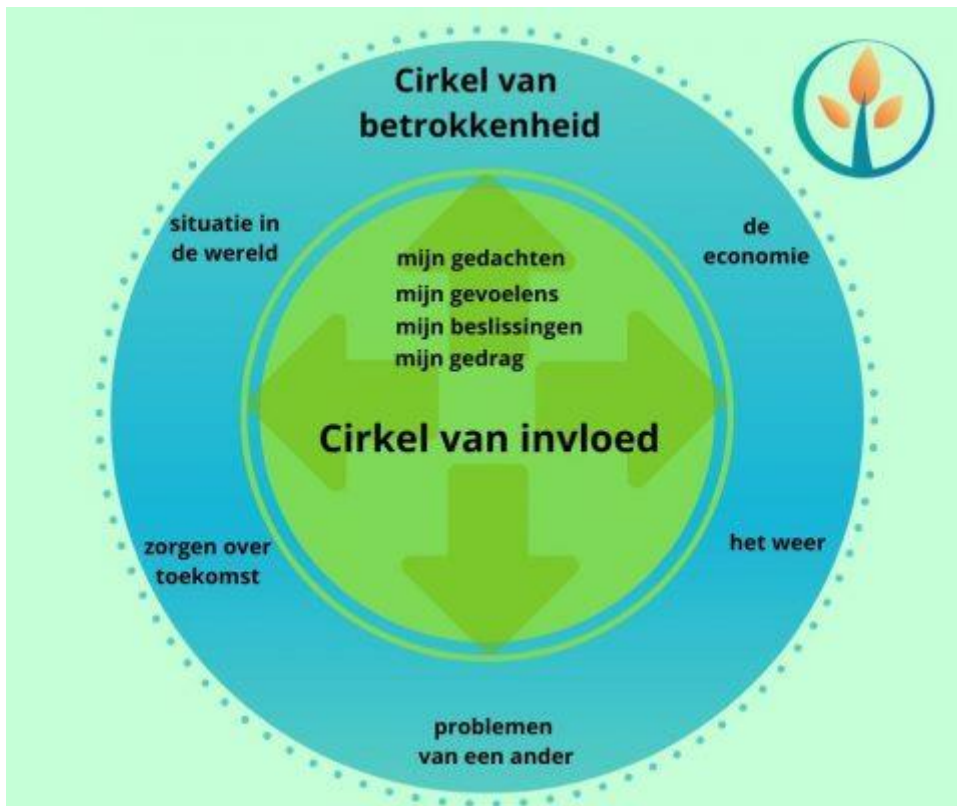 Cirkel van
betrokkenheid
situatie in
de wereld
de
economie
mijn gedachten
mijn gevoelens
mijn beslissingen
mijn gedrag
Cirkel van invloed
zorgen over
toekomst
het weer
problemen
van een ander